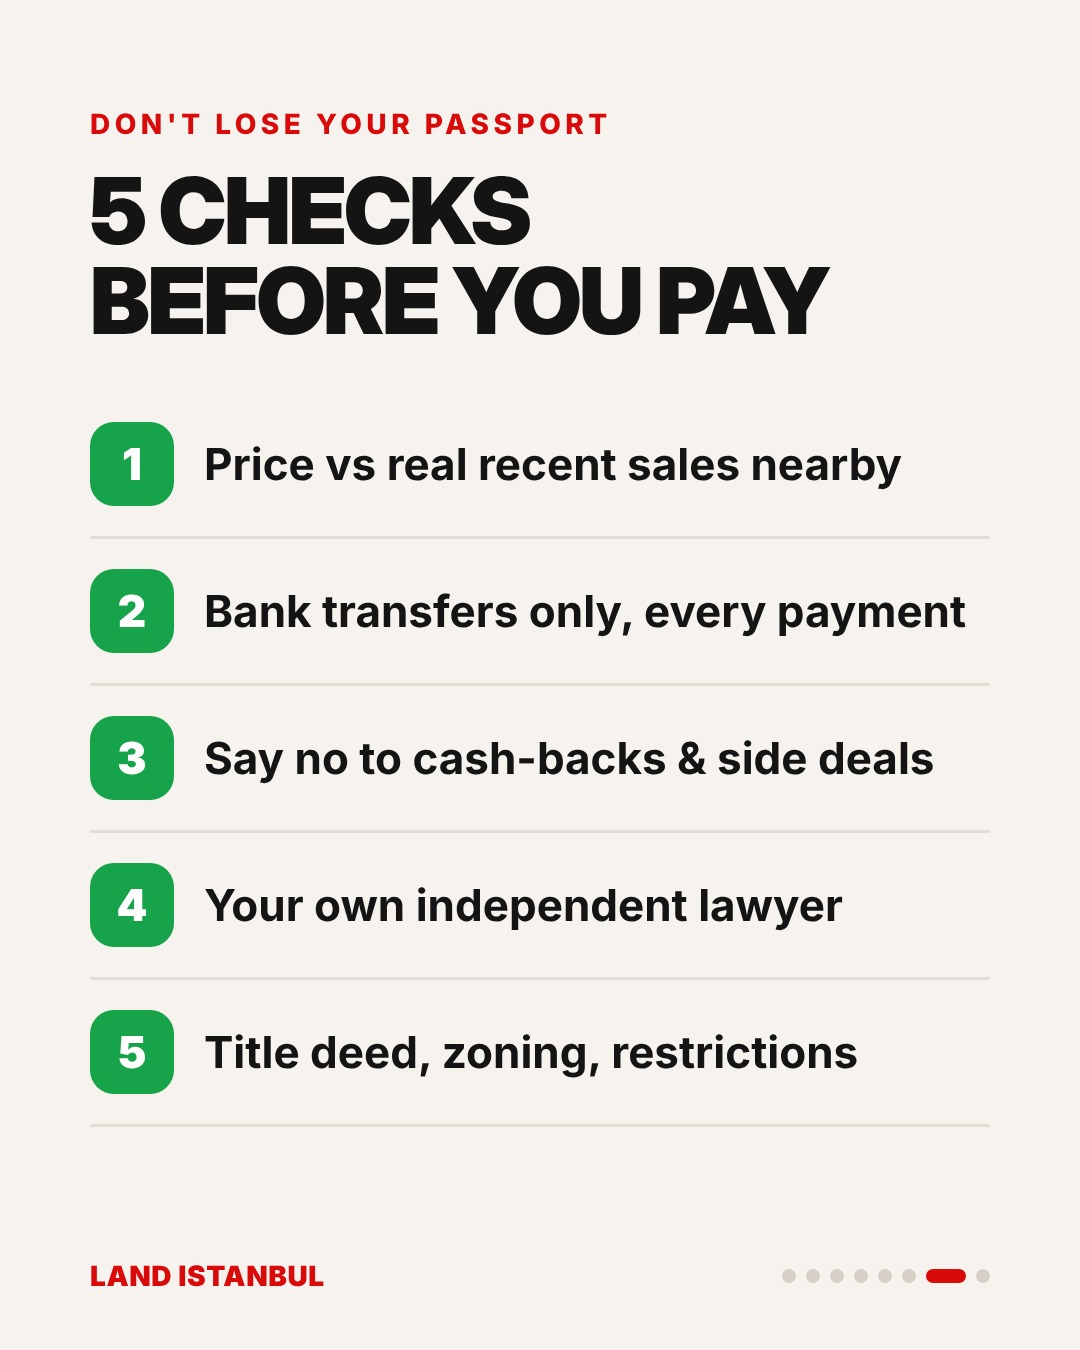 DON'T LOSE YOUR PASSPORT
5 CHECKS
BEFORE YOU PAY
1 Price vs real recent sales nearby
2 Bank transfers only, every payment
3 Say no to cash-backs & side deals
4 Your own independent lawyer
5 Title deed, zoning, restrictions
LAND ISTANBUL